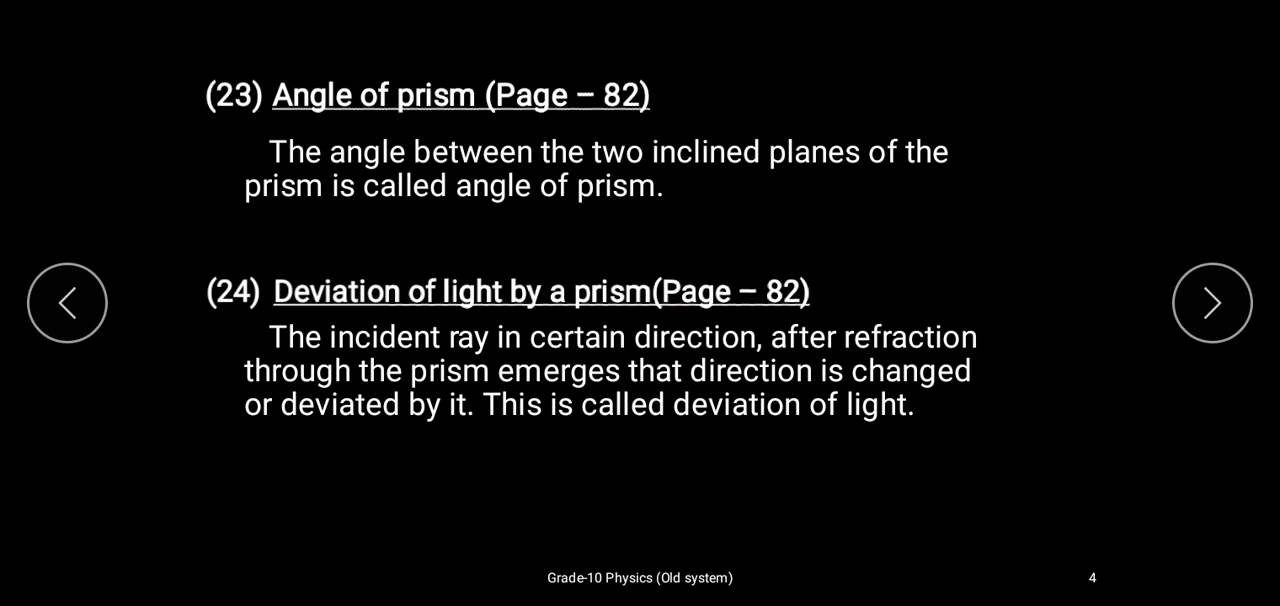 (23) Angle of prism (Page – 82)
The angle between the two inclined planes of the
prism is called angle of prism.
(24) Deviation of light by a prism(Page – 82)
The incident ray in certain direction, after refraction
through the prism emerges that direction is changed
or deviated by it. This is called deviation of light.
Grade-10 Physics (Old system)
4